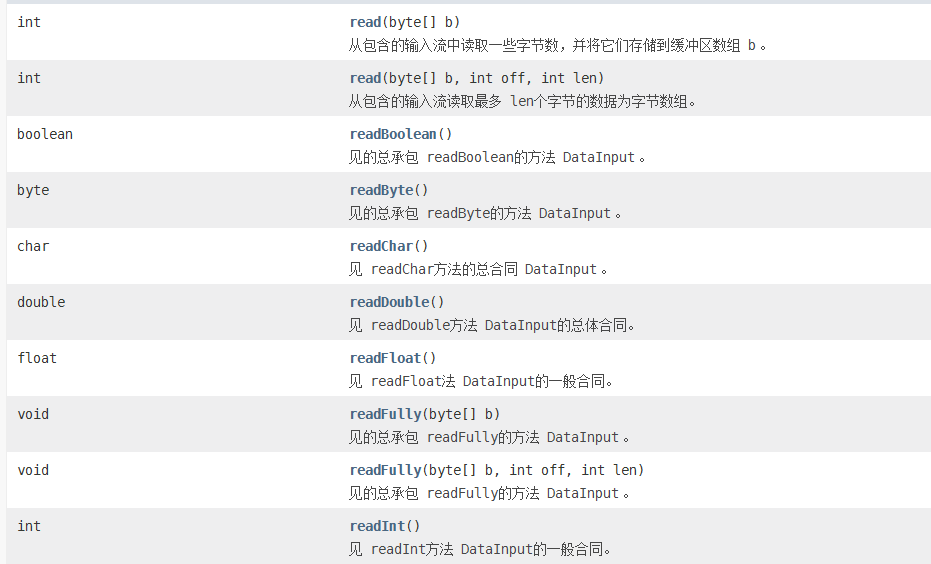 int read(byte[] b)
从包含的输入流中读取一些字节数，并将它们存储到缓冲区数组 b 。
int read(byte[] b, int off, int len)
从包含的输入流读取最多 len个字节的数据为字节数组。
boolean readBoolean()
见的总承包 readBoolean的方法 DataInput 。
byte readByte()
见的总承包 readByte的方法 DataInput 。
char readChar()
见 readChar方法的总合同 DataInput 。
double readDouble()
见 readDouble方法 DataInput的总体合同。
float readFloat()
见 readFloat法 DataInput的一般合同。
void readFully(byte[] b)
见的总承包 readFully的方法 DataInput 。
void readFully(byte[] b, int off, int len)
见的总承包 readFully的方法 DataInput 。
int readInt()
见 readInt方法 DataInput的一般合同。